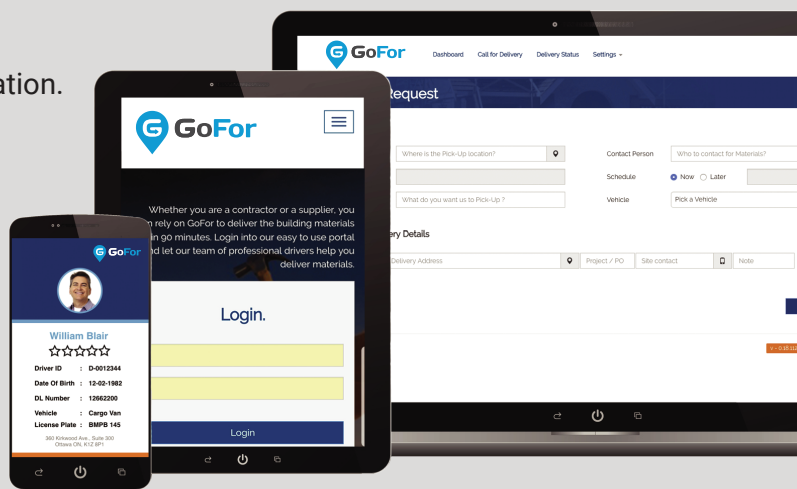 ation.
GoFor
Dashboard Call for Delivery Delivery Status Settings
Request
Where is the Pick-Up location?
Contact Person Who to contact for Materials?
Schedule Now Later
What do you want us to Pick-Up ?
Vehicle Pick a Vehicle
ery Details
Delivery Address Project / PO Site contact Note
GoFor
Whether you are a contractor or a supplier, you
n rely on GoFor to deliver the building materials
in 90 minutes. Login into our easy to use portal
nd let our team of professional drivers help you
deliver materials.
Login.
Login
GoFor
William Blair
Driver ID : D-0012344
Date Of Birth : 12-02-1982
DL Number : 12662200
Vehicle : Cargo Van
License Plate : BMPB 145
360 Kirkwood Ave., Suite 300
Ottawa ON, K1Z 8P1